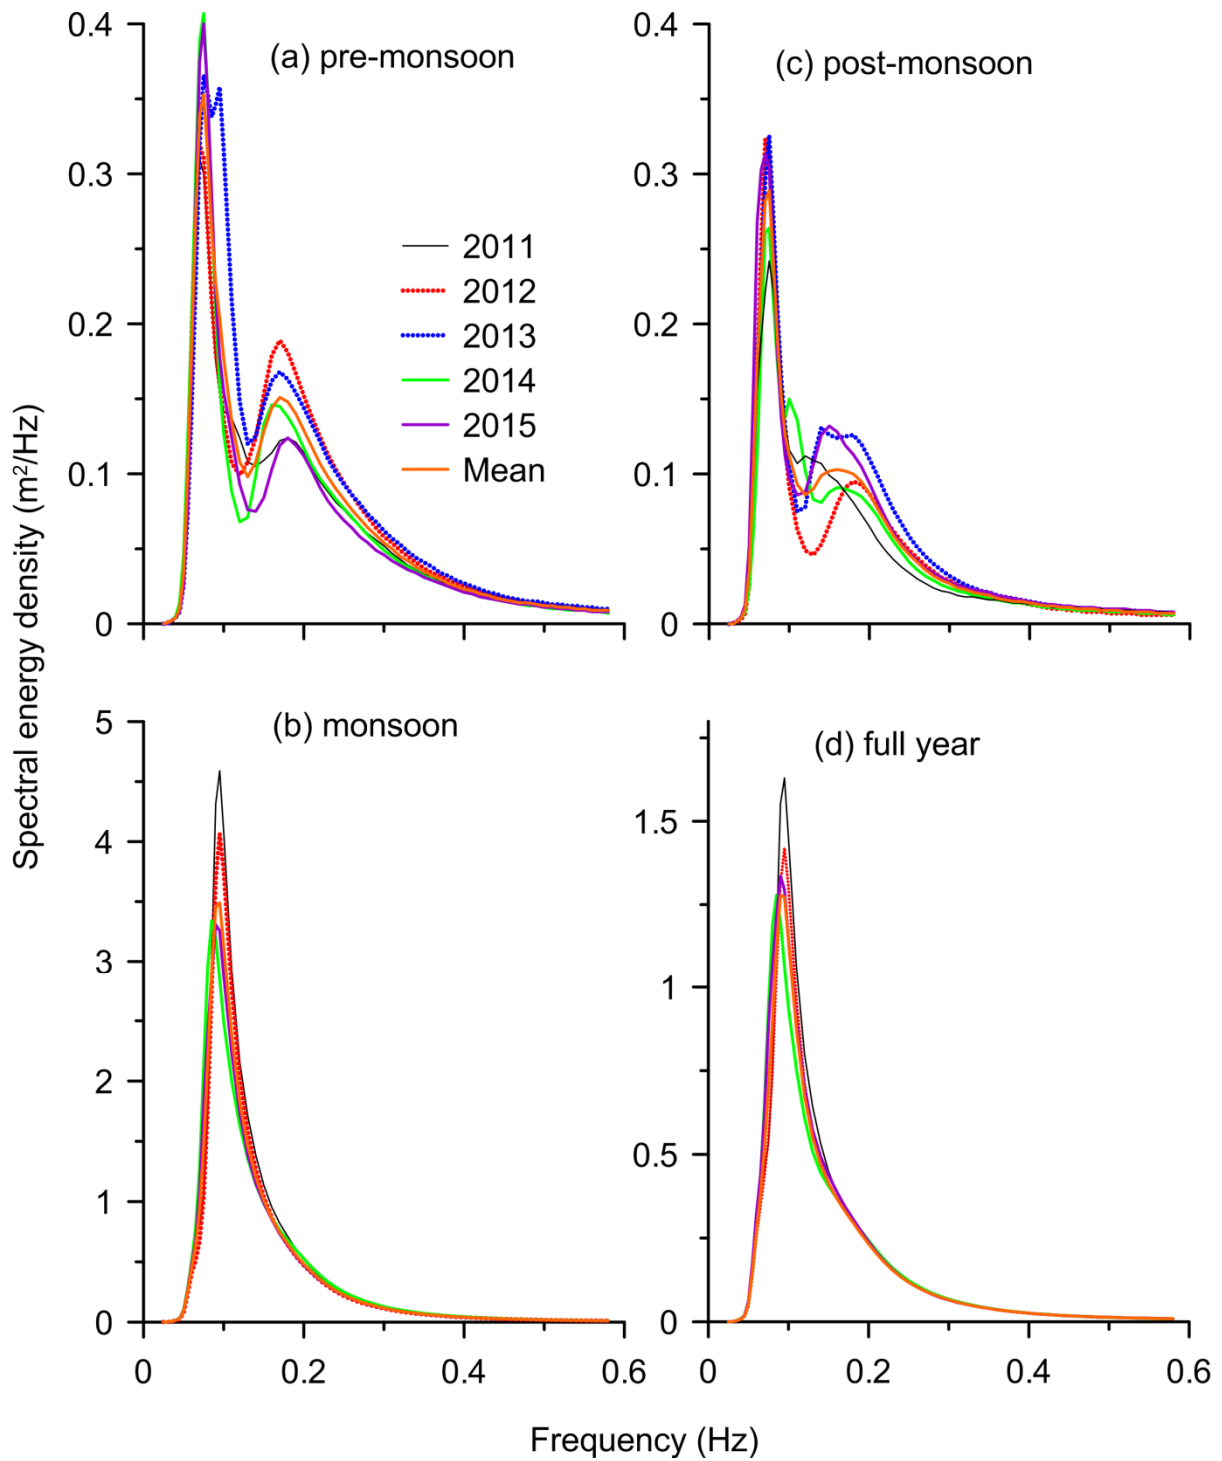 Spectral energy density (m²/Hz)
(a) pre-monsoon
0.4
0.3
0.2
0.1
0
2011
2012
2013
2014
2015
Mean
(c) post-monsoon
0.4
0.3
0.2
0.1
0
(b) monsoon
5
4
3
2
1
0
0 0.2 0.4 0.6
(d) full year
1.5
1
0.5
0
0 0.2 0.4 0.6
Frequency (Hz)